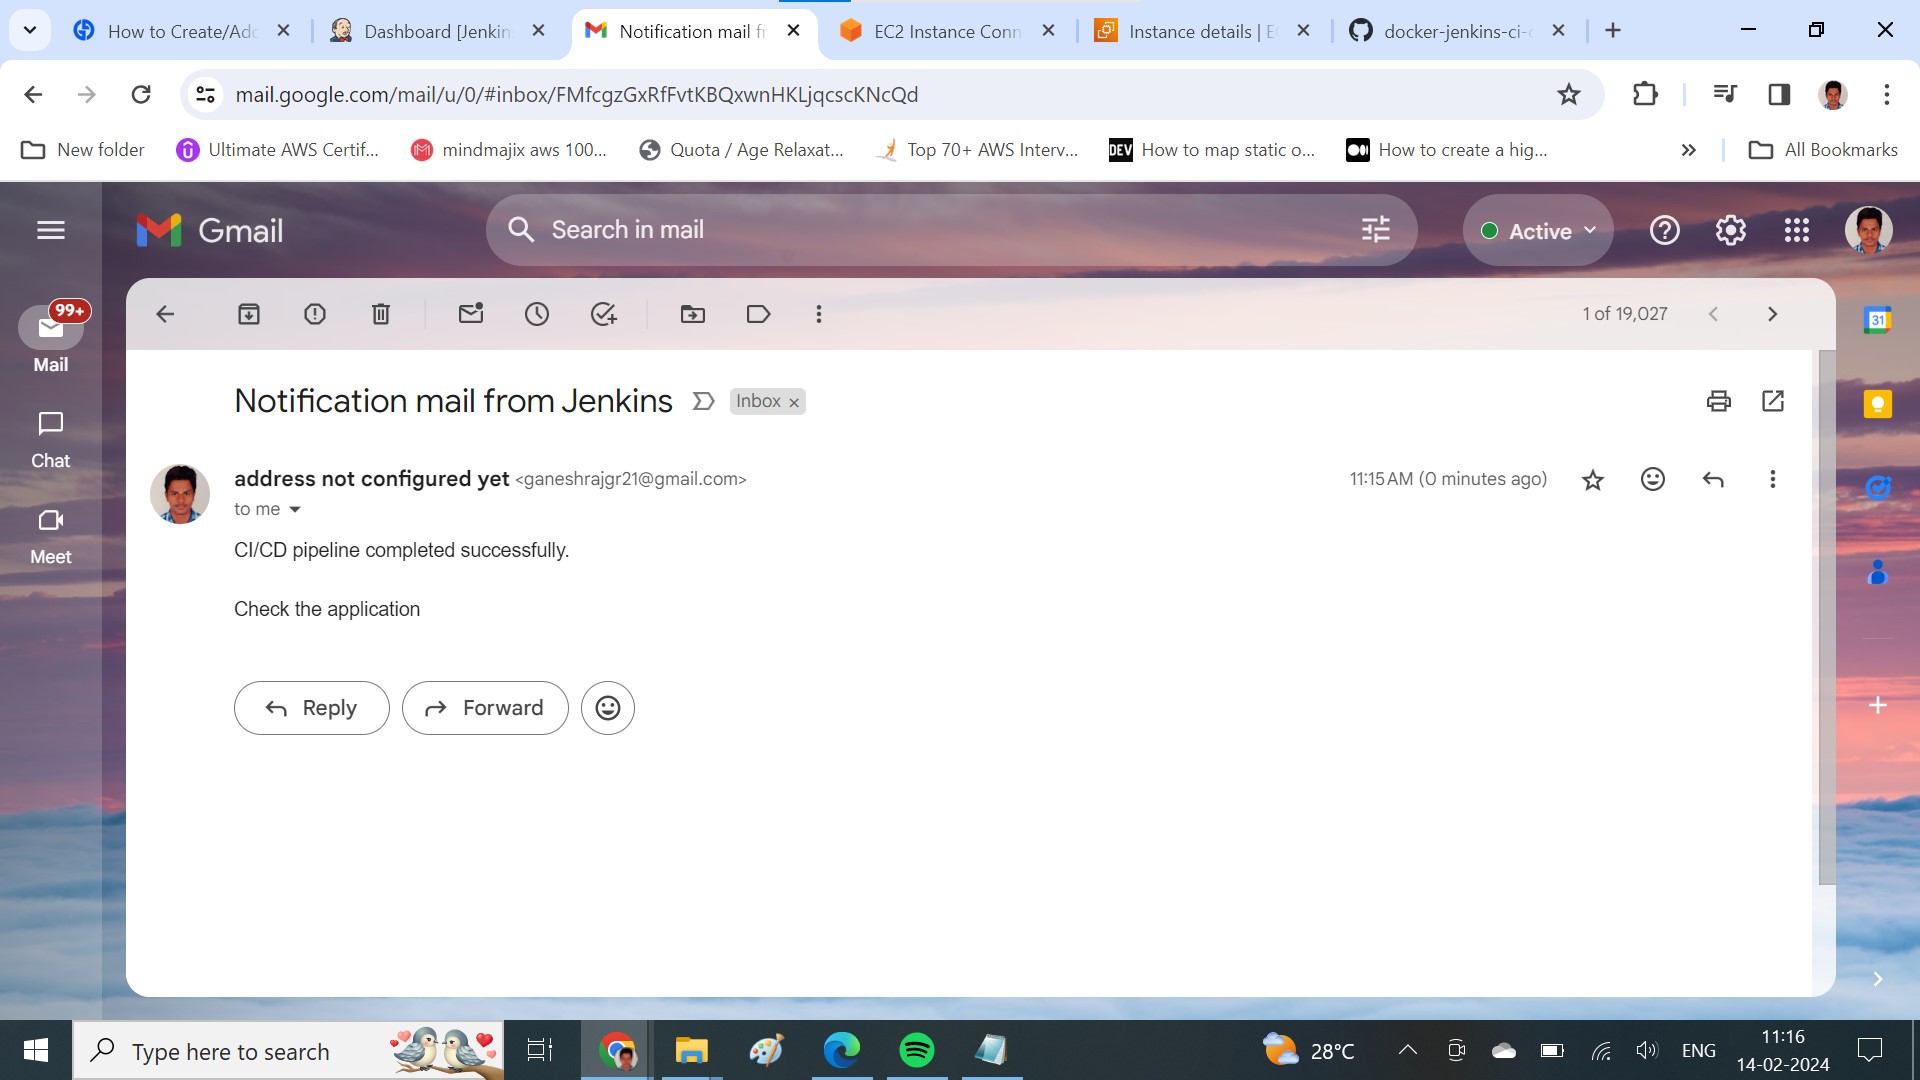 How to Create/Ad
Dashboard [Jenkin
Notification mail f
EC2 Instance Conn
Instance details | E
docker-jenkins-ci-
mail.google.com/mail/u/0/#inbox/FMfcgzGxRfFvtKBQxwnHKLjqcscKNcQd
New folder
Ultimate AWS Certif...
mindmajix aws 100...
Quota / Age Relaxat...
Top 70+ AWS Interv...
DEV
How to map static o...
How to create a hig...
All Bookmarks
Gmail
Search in mail
Active
99+
Mail
1 of 19,027
31
Notification mail from Jenkins
Inbox
Chat
address not configured yet <ganeshrajgr21@gmail.com>
11:15 AM (0 minutes ago)
to me
CI/CD pipeline completed successfully.
Meet
Check the application
Reply
Forward
Type here to search
28°C
ENG
11:16
14-02-2024